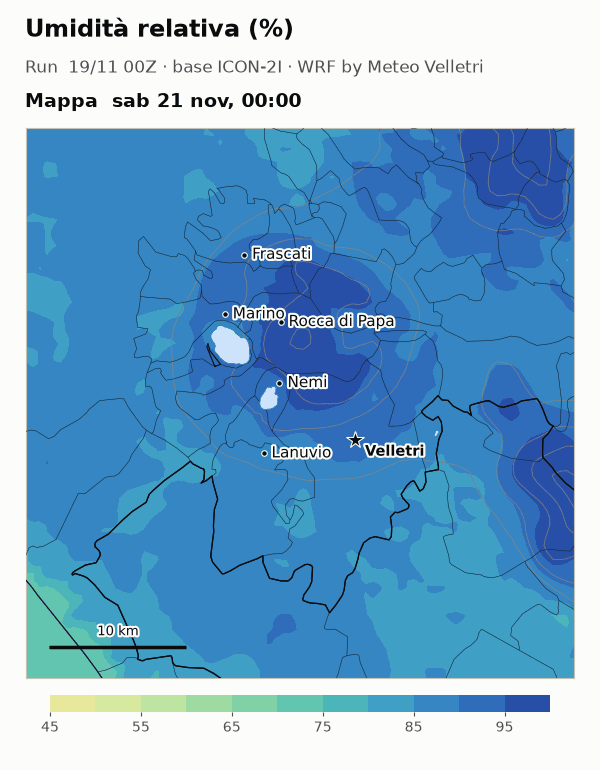 Umidità relativa (%)
Run  19/11 00Z · base ICON-2I · WRF by Meteo Velletri
Mappa  sab 21 nov, 00:00
Frascati
Marino
Rocca di Papa
Nemi
Velletri
Lanuvio
10 km
45 55 65 75 85 95